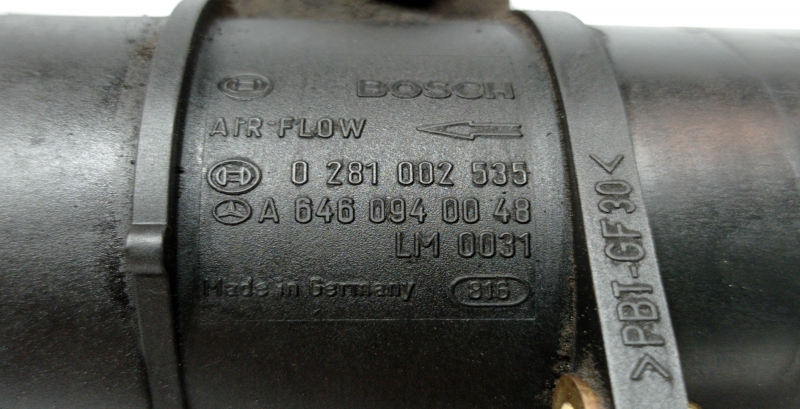 BOSCH
AIR-FLOW
0 281 002 535
A 646 094 00 48
LM 0031
Made in Germany 816
>PBT-GF30<